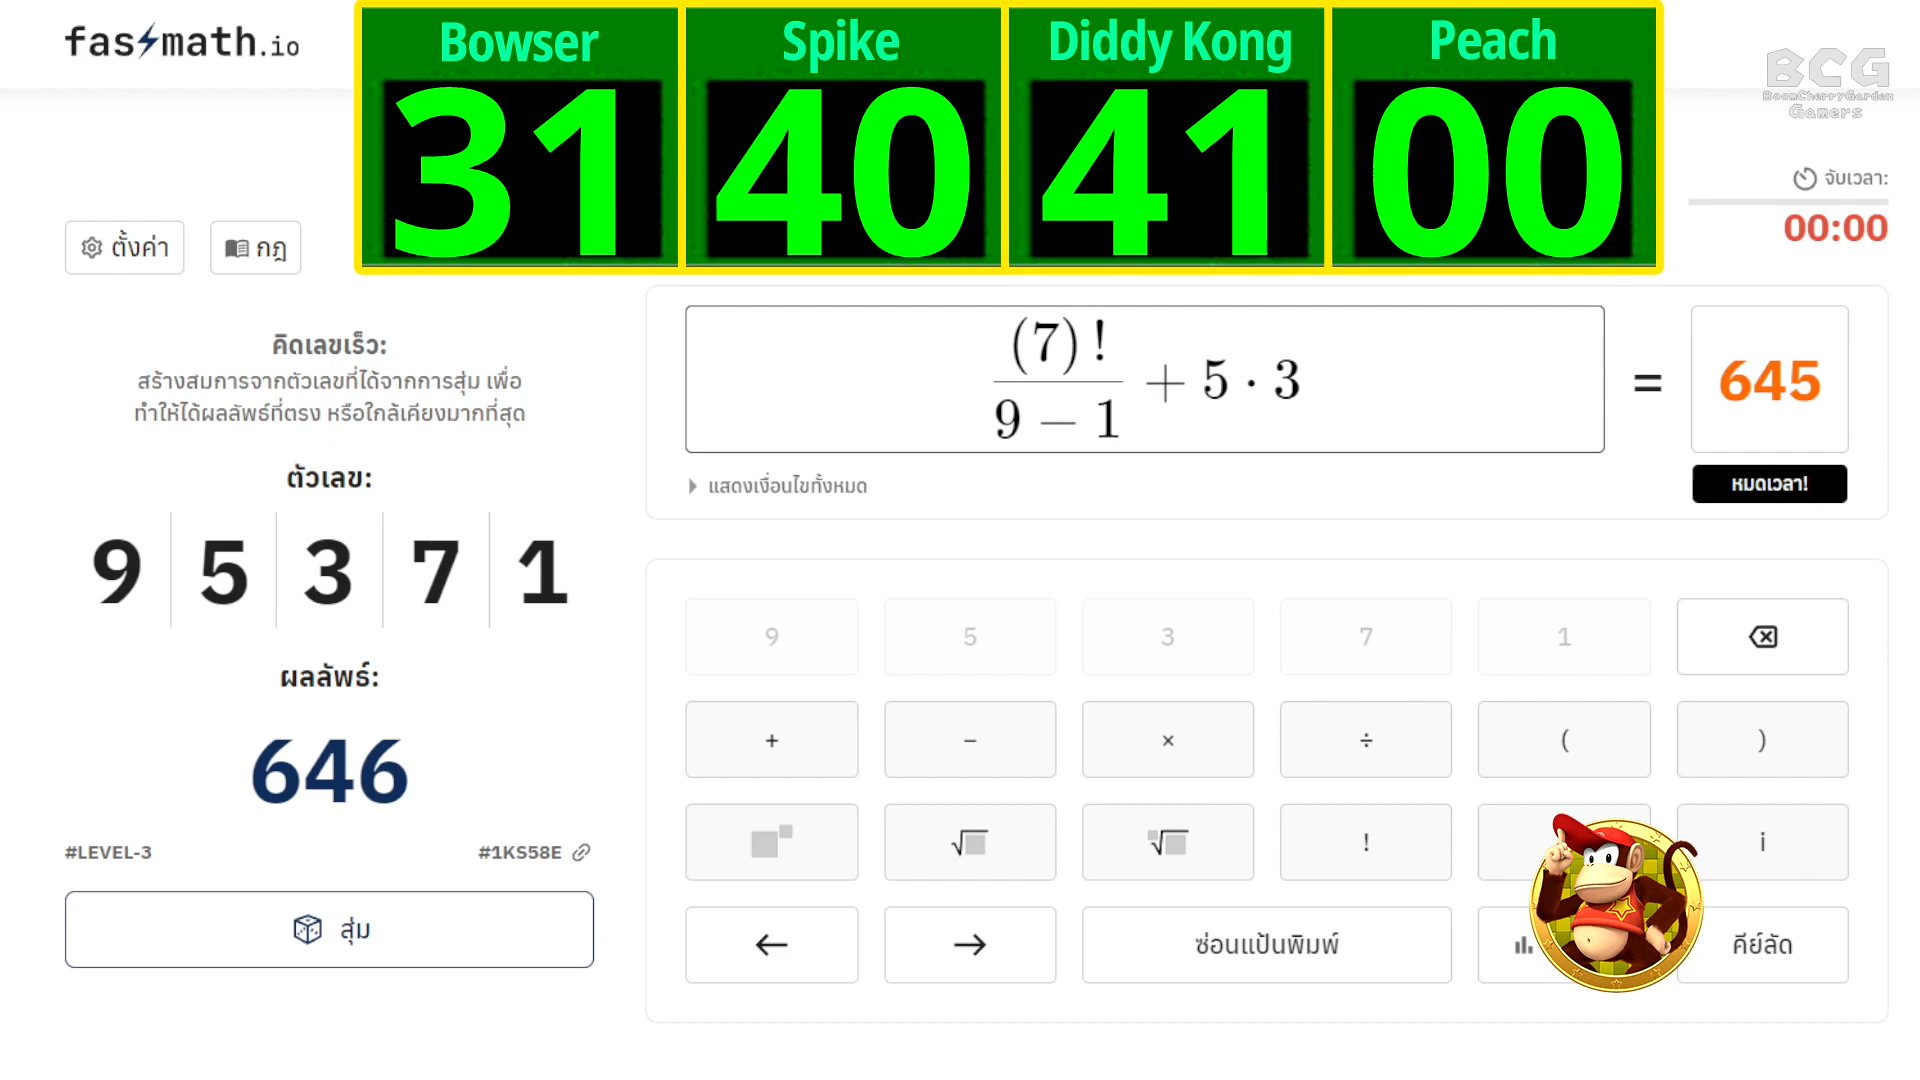 fasmath.io
Bowser
Spike
Diddy Kong
Peach
31
40
41
00
BCG
BoomCherryGarden
Gamers
จับเวลา:
00:00
ตั้งค่า
กฎ
คิดเลขเร็ว:
สร้างสมการจากตัวเลขที่ได้จากการสุ่ม เพื่อ
ทำให้ได้ผลลัพธ์ที่ตรง หรือใกล้เคียงมากที่สุด
ตัวเลข:
9 5 3 7 1
ผลลัพธ์:
646
#LEVEL-3
#1KS58E
สุ่ม
(7)!
9 − 1
+ 5 · 3
=
645
แสดงเงื่อนไขทั้งหมด
หมดเวลา!
9 5 3 7 1
+ − × ÷ ( )
√ √ ! i
← →
ซ่อนแป้นพิมพ์
คีย์ลัด